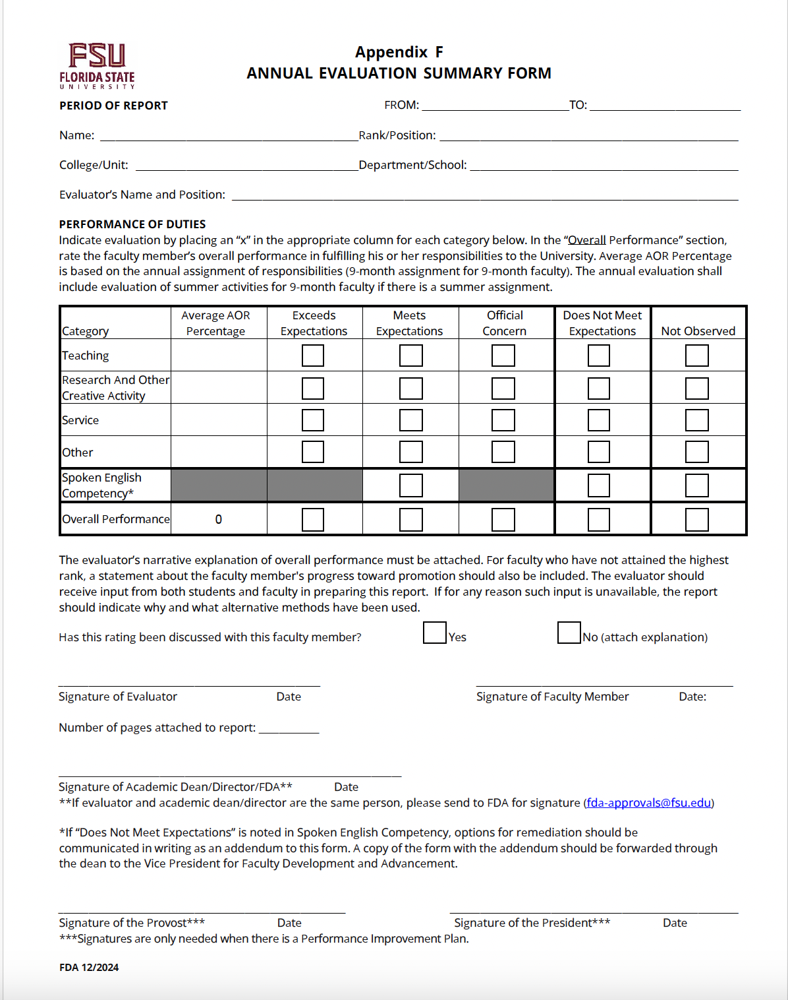 FSU
FLORIDA STATE
UNIVERSITY
Appendix F
ANNUAL EVALUATION SUMMARY FORM
PERIOD OF REPORT FROM: ____________ TO: ____________
Name: ____________ Rank/Position: ____________
College/Unit: ____________ Department/School: ____________
Evaluator’s Name and Position: ____________
PERFORMANCE OF DUTIES
Indicate evaluation by placing an “x” in the appropriate column for each category below. In the “Overall Performance” section,
rate the faculty member’s overall performance in fulfilling his or her responsibilities to the University. Average AOR Percentage
is based on the annual assignment of responsibilities (9-month assignment for 9-month faculty). The annual evaluation shall
include evaluation of summer activities for 9-month faculty if there is a summer assignment.
Average AOR Exceeds Meets Official Does Not Meet
Category Percentage Expectations Expectations Concern Expectations Not Observed
Teaching
Research And Other
Creative Activity
Service
Other
Spoken English
Competency*
Overall Performance 0
The evaluator’s narrative explanation of overall performance must be attached. For faculty who have not attained the highest
rank, a statement about the faculty member's progress toward promotion should also be included. The evaluator should
receive input from both students and faculty in preparing this report. If for any reason such input is unavailable, the report
should indicate why and what alternative methods have been used.
Has this rating been discussed with this faculty member? Yes No (attach explanation)
Signature of Evaluator Date Signature of Faculty Member Date:
Number of pages attached to report: ____________
Signature of Academic Dean/Director/FDA** Date
**If evaluator and academic dean/director are the same person, please send to FDA for signature (fda-approvals@fsu.edu)
*If “Does Not Meet Expectations” is noted in Spoken English Competency, options for remediation should be
communicated in writing as an addendum to this form. A copy of the form with the addendum should be forwarded through
the dean to the Vice President for Faculty Development and Advancement.
Signature of the Provost*** Date Signature of the President*** Date
***Signatures are only needed when there is a Performance Improvement Plan.
FDA 12/2024